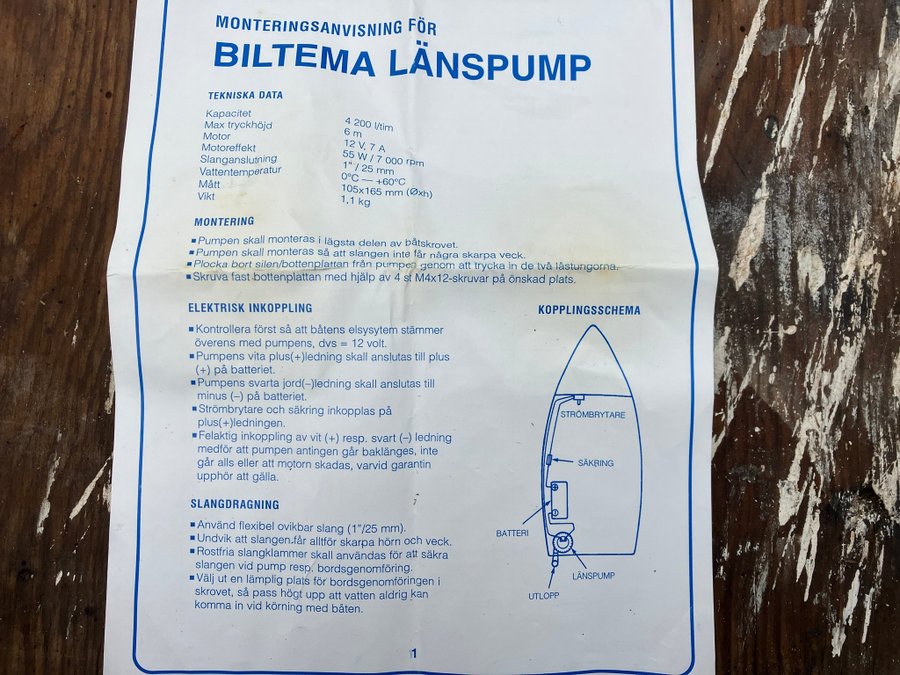 MONTERINGSANVISNING FÖR
BILTEMA LÄNSPUMP
TEKNISKA DATA
Kapacitet 4 200 l/tim
Max tryckhöjd 6 m
Motor 12 V, 7 A
Motoreffekt 55 W / 7 000 rpm
Slanganslutning 1" / 25 mm
Vattentemperatur 0°C — +60°C
Mått 105x165 mm (Øxh)
Vikt 1,1 kg
MONTERING
■ Pumpen skall monteras i lägsta delen av båtskrovet.
■ Pumpen skall monteras så att slangen inte får några skarpa veck.
■ Plocka bort silen/bottenplattan från pumpen genom att trycka in de två låstungorna.
■ Skruva fast bottenplattan med hjälp av 4 st M4x12-skruvar på önskad plats.
ELEKTRISK INKOPPLING
■ Kontrollera först så att båtens elsysytem stämmer
överens med pumpens, dvs = 12 volt.
■ Pumpens vita plus(+)ledning skall anslutas till plus
(+) på batteriet.
■ Pumpens svarta jord(–)ledning skall anslutas till
minus (–) på batteriet.
■ Strömbrytare och säkring inkopplas på
plus(+)ledningen.
■ Felaktig inkoppling av vit (+) resp. svart (–) ledning
medför att pumpen antingen går baklänges, inte
går alls eller att motorn skadas, varvid garantin
upphör att gälla.
SLANGDRAGNING
■ Använd flexibel ovikbar slang (1"/25 mm).
■ Undvik att slangen får alltför skarpa hörn och veck.
■ Rostfria slangklammer skall användas för att säkra
slangen vid pump resp. bordsgenomföring.
■ Välj ut en lämplig plats för bordsgenomföringen i
skrovet, så pass högt upp att vatten aldrig kan
komma in vid körning med båten.
KOPPLINGSSCHEMA
STRÖMBRYTARE
SÄKRING
BATTERI
LÄNSPUMP
UTLOPP
1